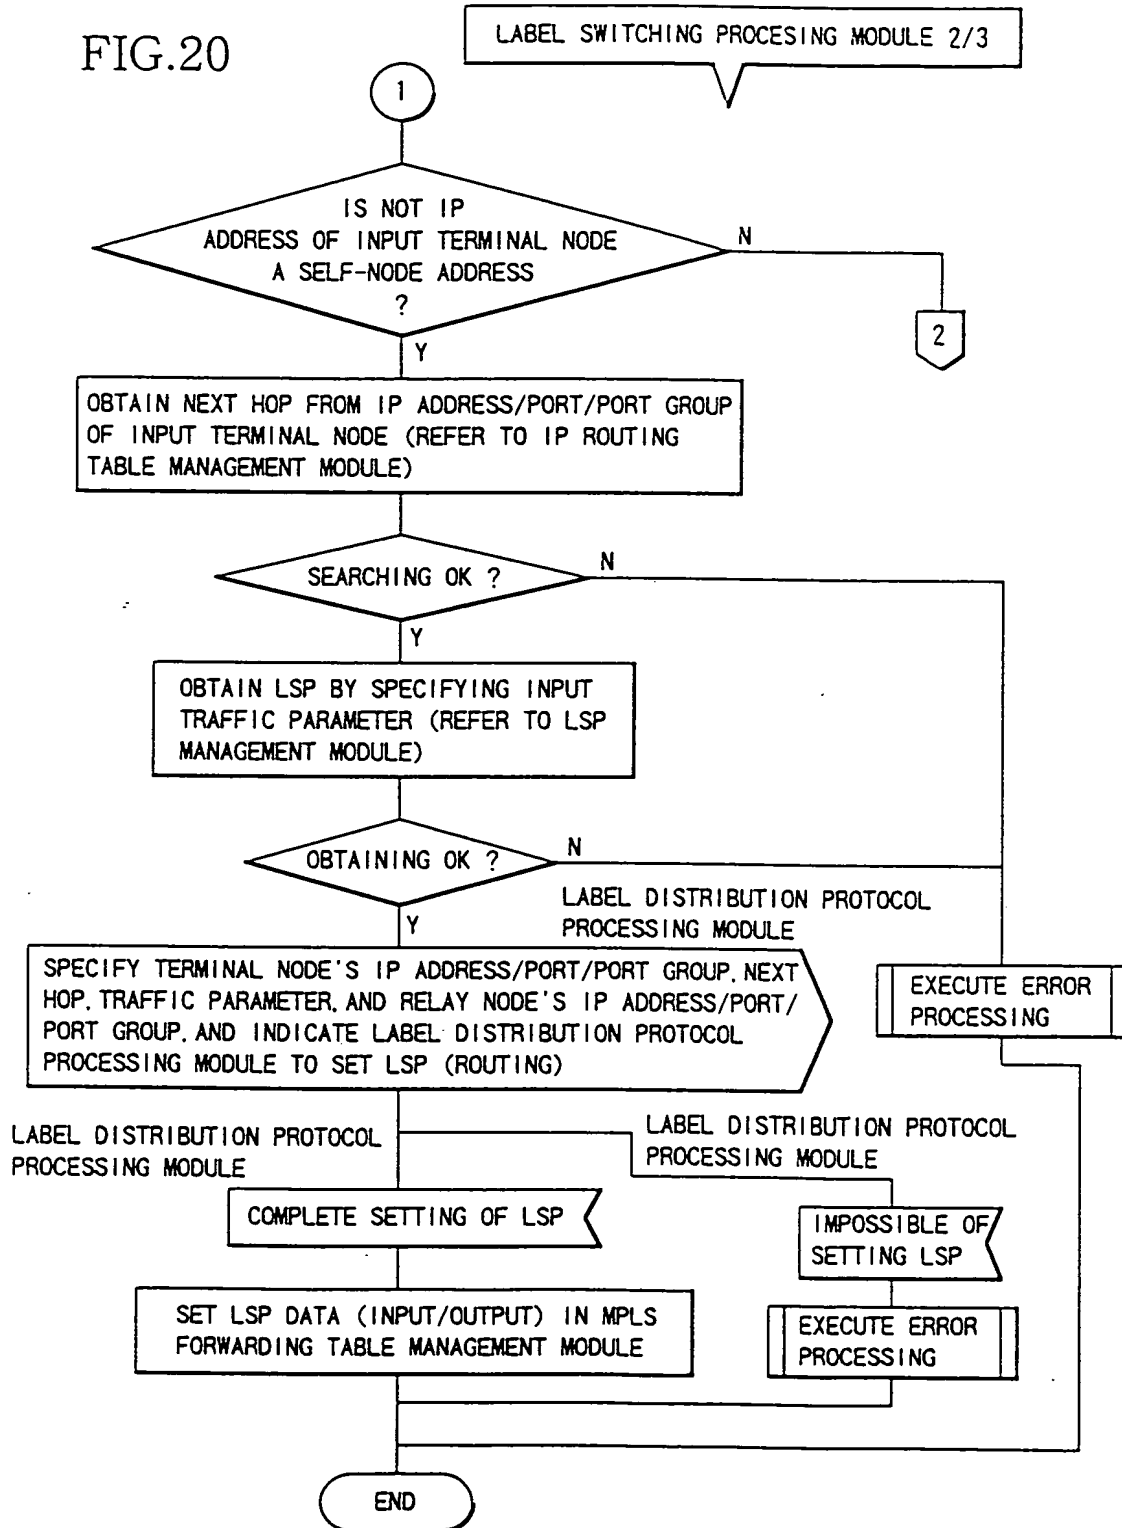 FIG.20
LABEL SWITCHING PROCESING MODULE 2/3
1
IS NOT IP
ADDRESS OF INPUT TERMINAL NODE
A SELF-NODE ADDRESS
?
N
2
Y
OBTAIN NEXT HOP FROM IP ADDRESS/PORT/PORT GROUP
OF INPUT TERMINAL NODE (REFER TO IP ROUTING
TABLE MANAGEMENT MODULE)
SEARCHING OK ?
N
Y
OBTAIN LSP BY SPECIFYING INPUT
TRAFFIC PARAMETER (REFER TO LSP
MANAGEMENT MODULE)
OBTAINING OK ?
N
Y
LABEL DISTRIBUTION PROTOCOL
PROCESSING MODULE
SPECIFY TERMINAL NODE'S IP ADDRESS/PORT/PORT GROUP, NEXT
HOP, TRAFFIC PARAMETER, AND RELAY NODE'S IP ADDRESS/PORT/
PORT GROUP, AND INDICATE LABEL DISTRIBUTION PROTOCOL
PROCESSING MODULE TO SET LSP (ROUTING)
EXECUTE ERROR
PROCESSING
LABEL DISTRIBUTION PROTOCOL
PROCESSING MODULE
LABEL DISTRIBUTION PROTOCOL
PROCESSING MODULE
COMPLETE SETTING OF LSP
IMPOSSIBLE OF
SETTING LSP
SET LSP DATA (INPUT/OUTPUT) IN MPLS
FORWARDING TABLE MANAGEMENT MODULE
EXECUTE ERROR
PROCESSING
END